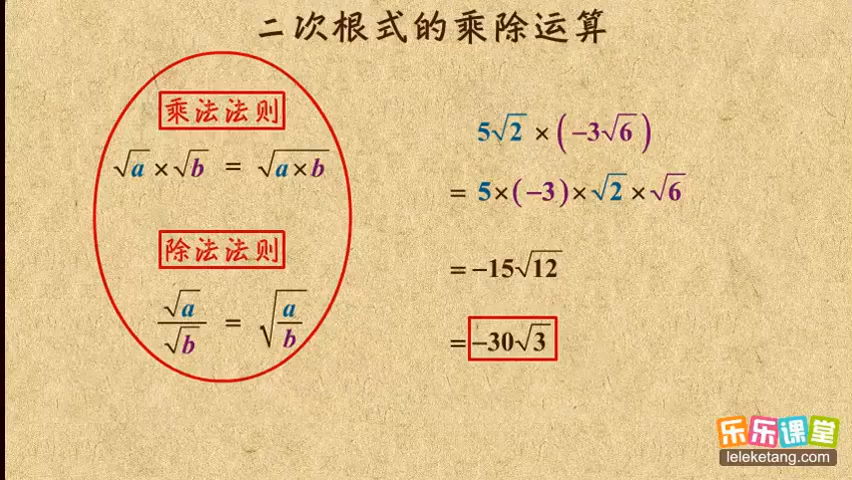 二次根式的乘除运算
乘法法则
√a × √b = √(a×b)
除法法则
√a/√b = √(a/b)
5√2 × (−3√6)
= 5×(−3)×√2×√6
= −15√12
= −30√3
乐乐课堂
leleketang.com